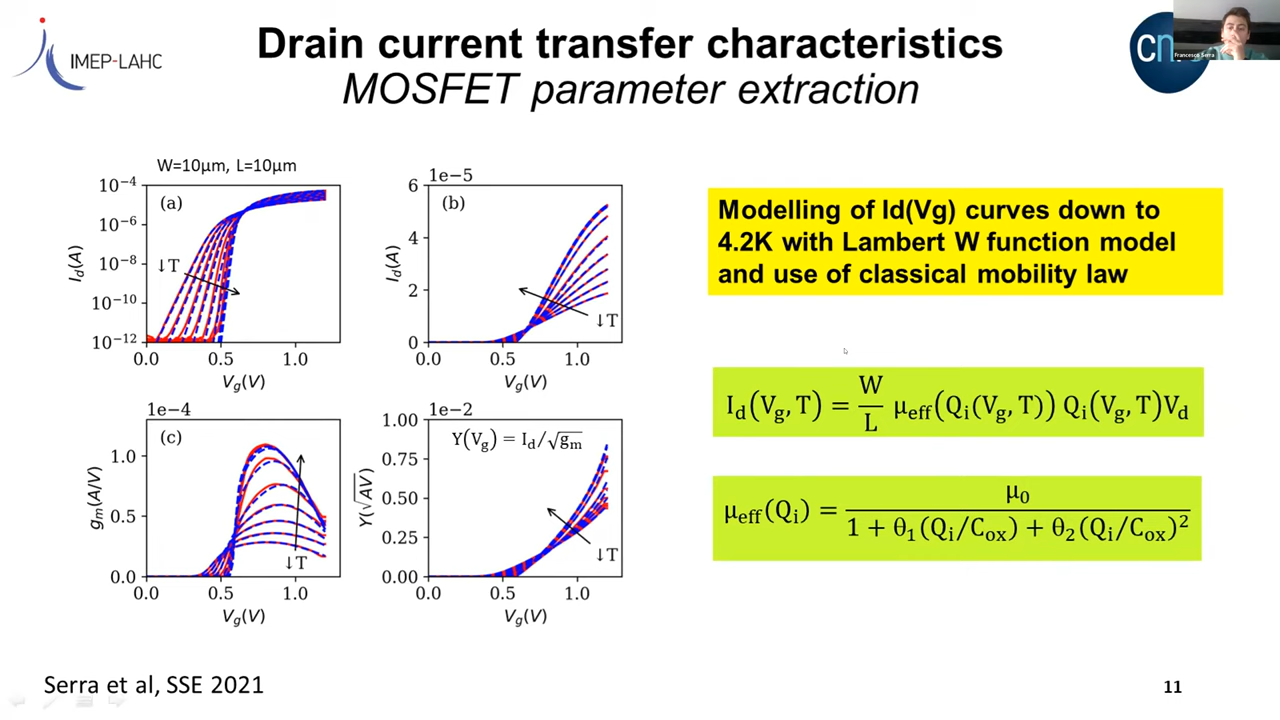 Drain current transfer characteristics
MOSFET parameter extraction
IMEP-LAHC
Francesco Serra
W=10µm, L=10µm
10⁻⁴
10⁻⁶
10⁻⁸
10⁻¹⁰
10⁻¹²
I_d(A)
(a)
↓T
0.0 0.5 1.0
V_g(V)
1e-5
6
4
2
0
I_d(A)
(b)
↓T
0.0 0.5 1.0
V_g(V)
1e-4
1.0
0.5
0.0
g_m(A/V)
(c)
↓T
0.0 0.5 1.0
V_g(V)
1e-2
1.00
0.75
0.50
0.25
0.00
Y(√AV)
Y(V_g) = I_d/√g_m
↓T
0.0 0.5 1.0
V_g(V)
Modelling of Id(Vg) curves down to
4.2K with Lambert W function model
and use of classical mobility law
I_d(V_g, T) = W/L μ_eff(Q_i(V_g, T)) Q_i(V_g, T)V_d
μ_eff(Q_i) = μ_0 / (1 + θ_1(Q_i/C_ox) + θ_2(Q_i/C_ox)²)
Serra et al, SSE 2021
11